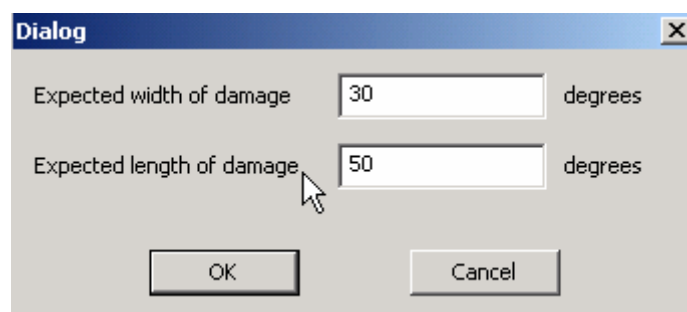 Dialog
Expected width of damage 30 degrees
Expected length of damage 50 degrees
OK Cancel